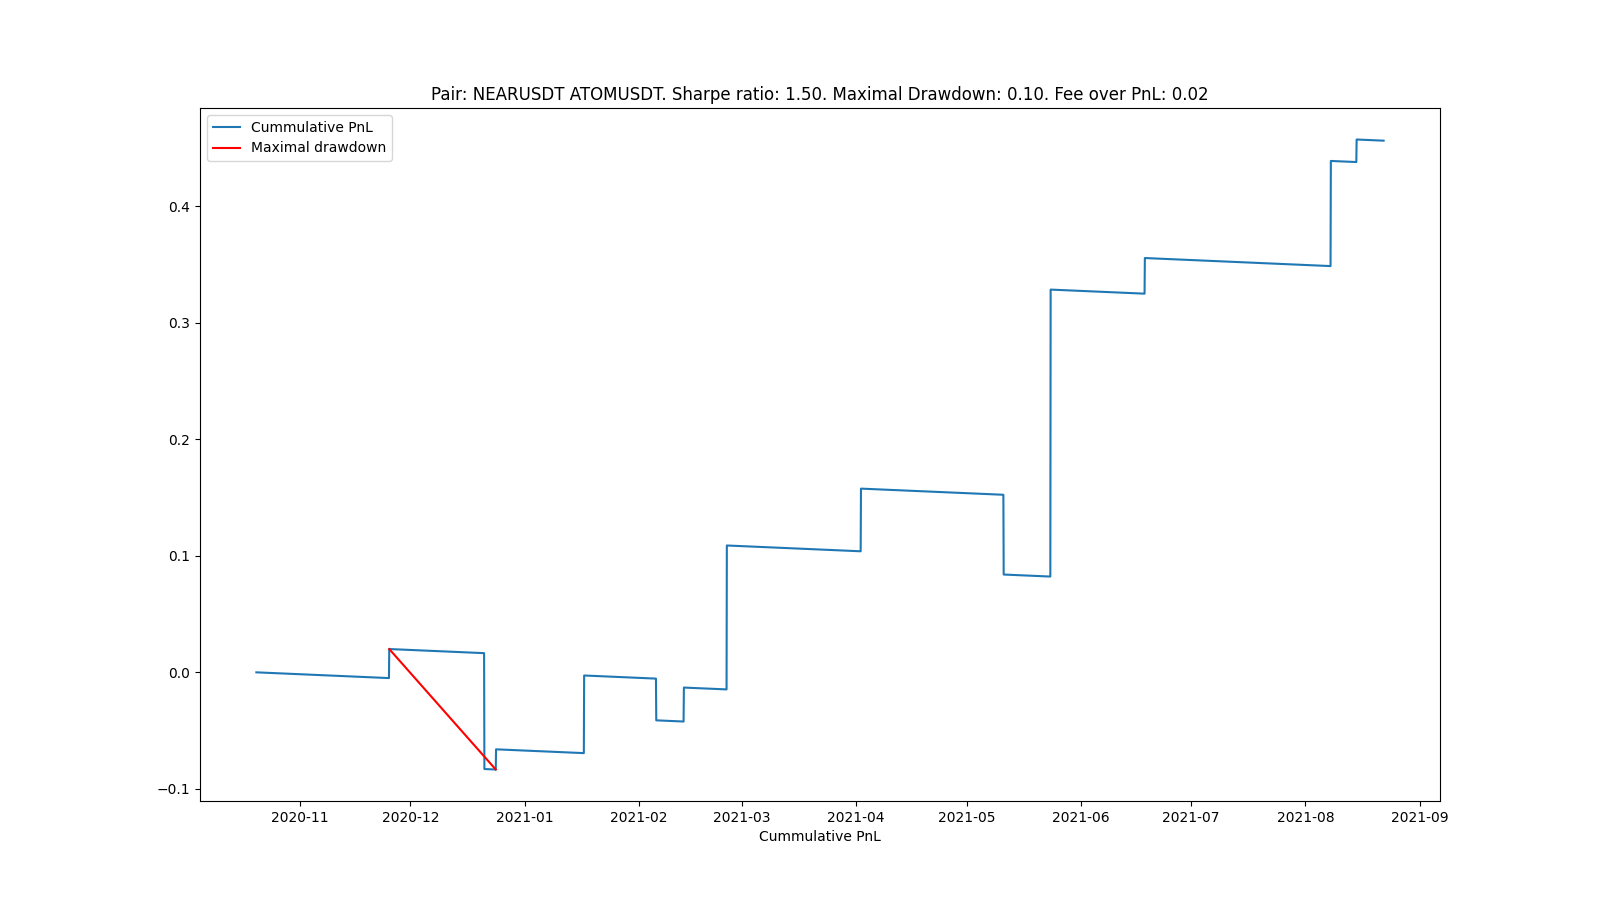 Pair: NEARUSDT ATOMUSDT. Sharpe ratio: 1.50. Maximal Drawdown: 0.10. Fee over PnL: 0.02
Cummulative PnL
Maximal drawdown
0.4
0.3
0.2
0.1
0.0
−0.1
2020-11 2020-12 2021-01 2021-02 2021-03 2021-04 2021-05 2021-06 2021-07 2021-08 2021-09
Cummulative PnL